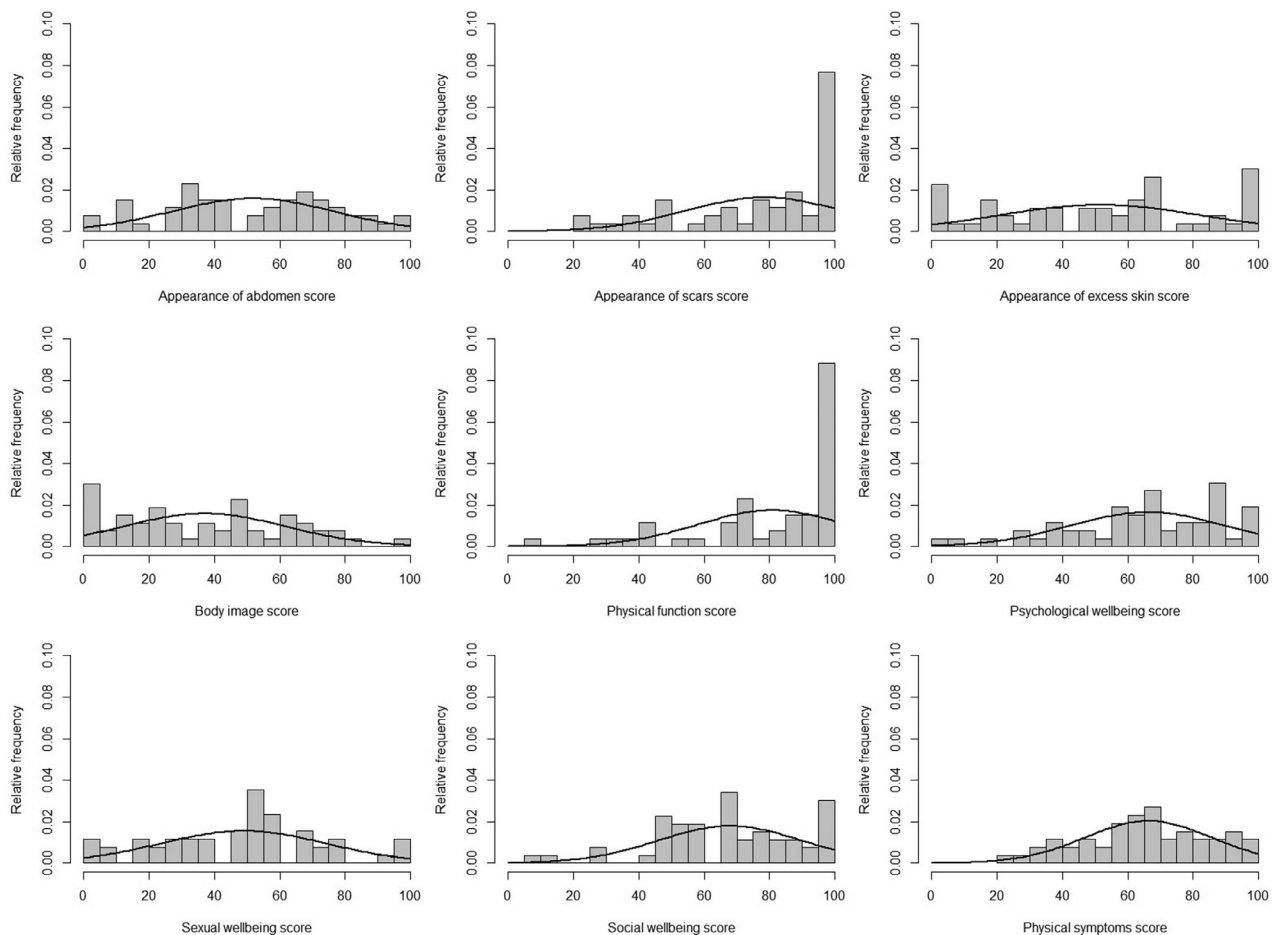 Relative frequency
0.00 0.02 0.04 0.06 0.08 0.10
0 20 40 60 80 100
Appearance of abdomen score
Relative frequency
0.00 0.02 0.04 0.06 0.08 0.10
0 20 40 60 80 100
Appearance of scars score
Relative frequency
0.00 0.02 0.04 0.06 0.08 0.10
0 20 40 60 80 100
Appearance of excess skin score
Relative frequency
0.00 0.02 0.04 0.06 0.08 0.10
0 20 40 60 80 100
Body image score
Relative frequency
0.00 0.02 0.04 0.06 0.08 0.10
0 20 40 60 80 100
Physical function score
Relative frequency
0.00 0.02 0.04 0.06 0.08 0.10
0 20 40 60 80 100
Psychological wellbeing score
Relative frequency
0.00 0.02 0.04 0.06 0.08 0.10
0 20 40 60 80 100
Sexual wellbeing score
Relative frequency
0.00 0.02 0.04 0.06 0.08 0.10
0 20 40 60 80 100
Social wellbeing score
Relative frequency
0.00 0.02 0.04 0.06 0.08 0.10
0 20 40 60 80 100
Physical symptoms score